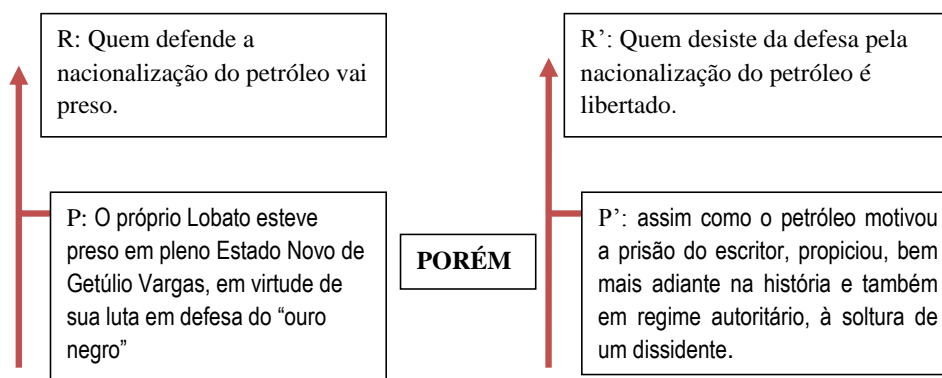 R: Quem defende a
nacionalização do petróleo vai
preso.
R’: Quem desiste da defesa pela
nacionalização do petróleo é
libertado.
P: O próprio Lobato esteve
preso em pleno Estado Novo de
Getúlio Vargas, em virtude de
sua luta em defesa do “ouro
negro”
PORÉM
P’: assim como o petróleo motivou
a prisão do escritor, propiciou, bem
mais adiante na história e também
em regime autoritário, à soltura de
um dissidente.